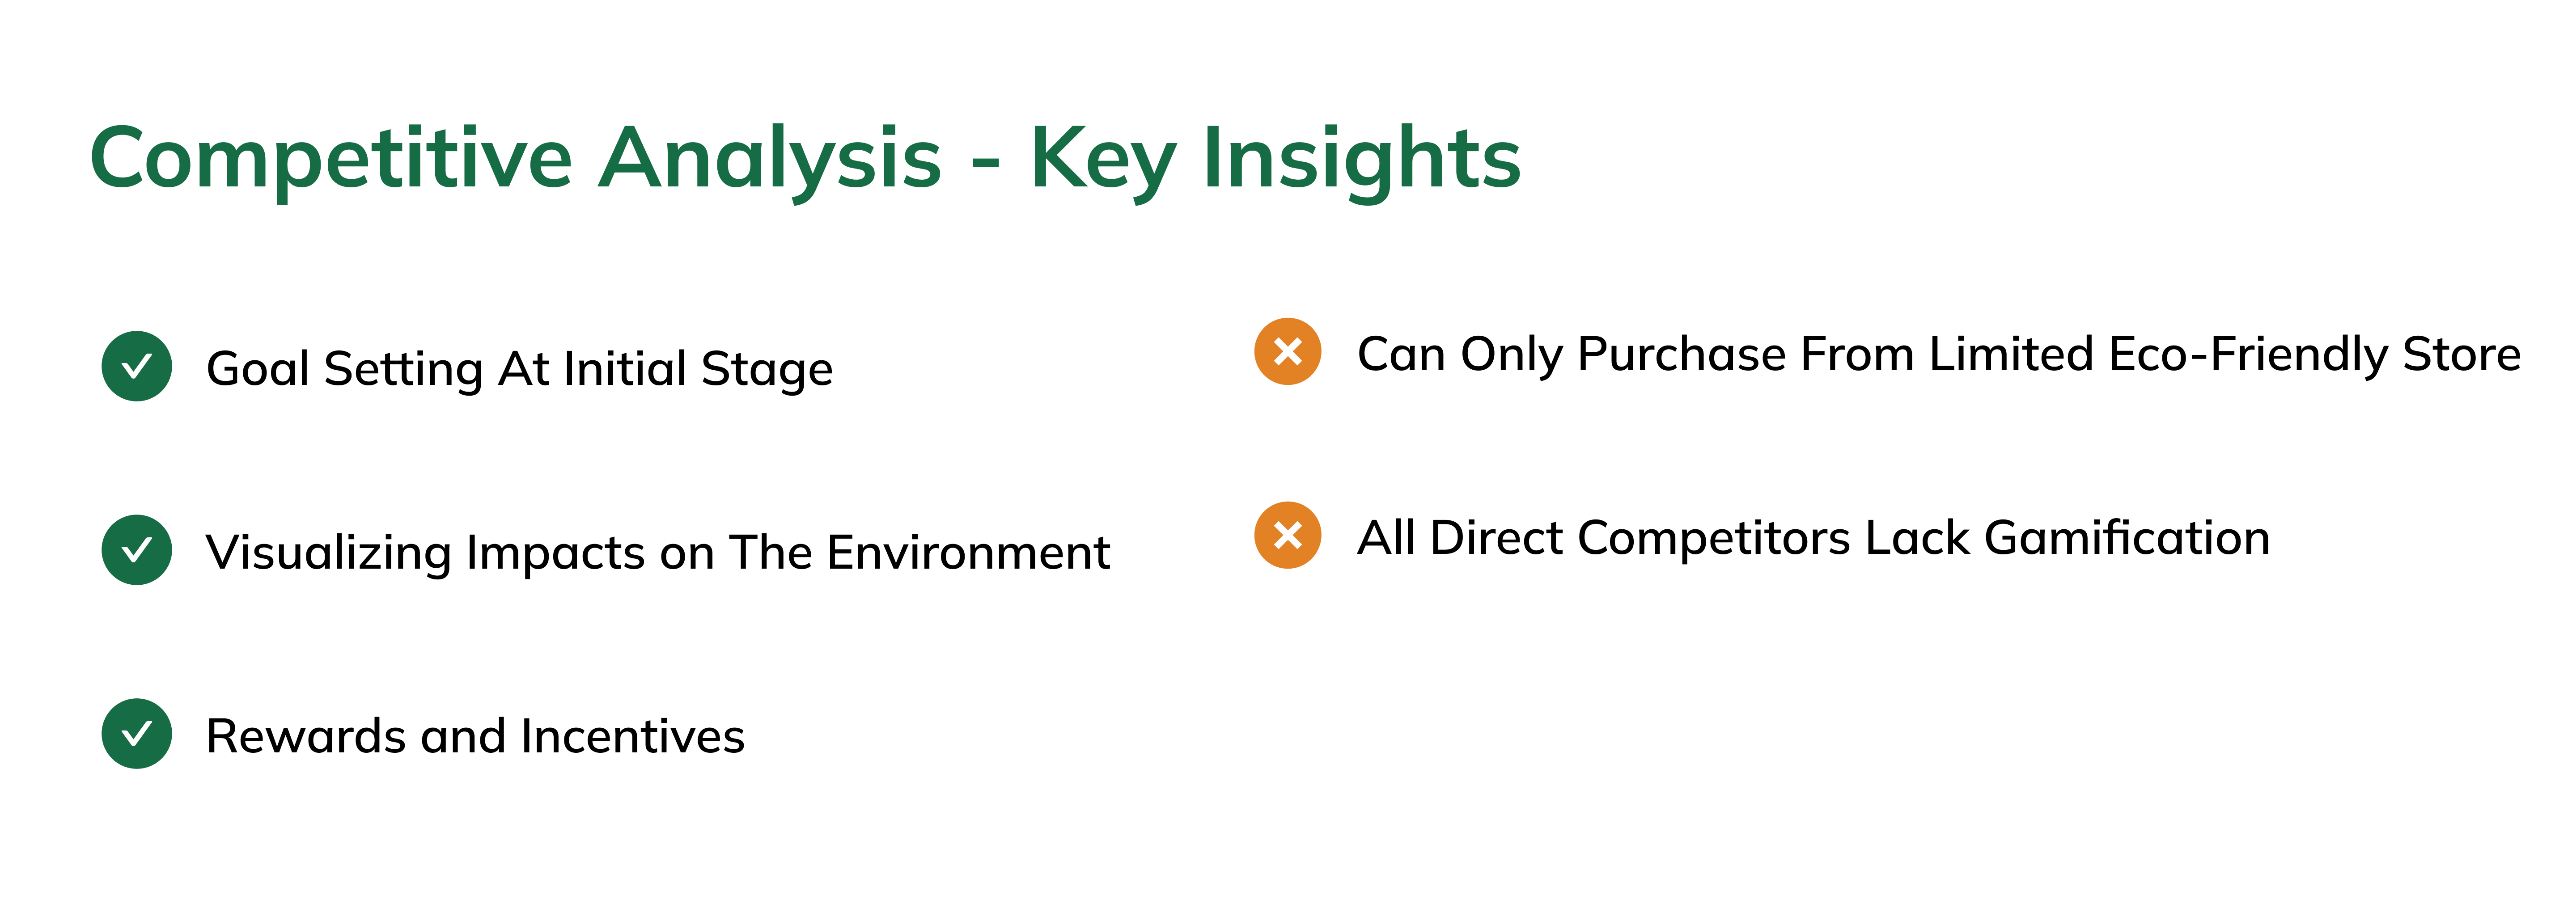 Competitive Analysis - Key Insights
Goal Setting At Initial Stage
Visualizing Impacts on The Environment
Rewards and Incentives
Can Only Purchase From Limited Eco-Friendly Store
All Direct Competitors Lack Gamification